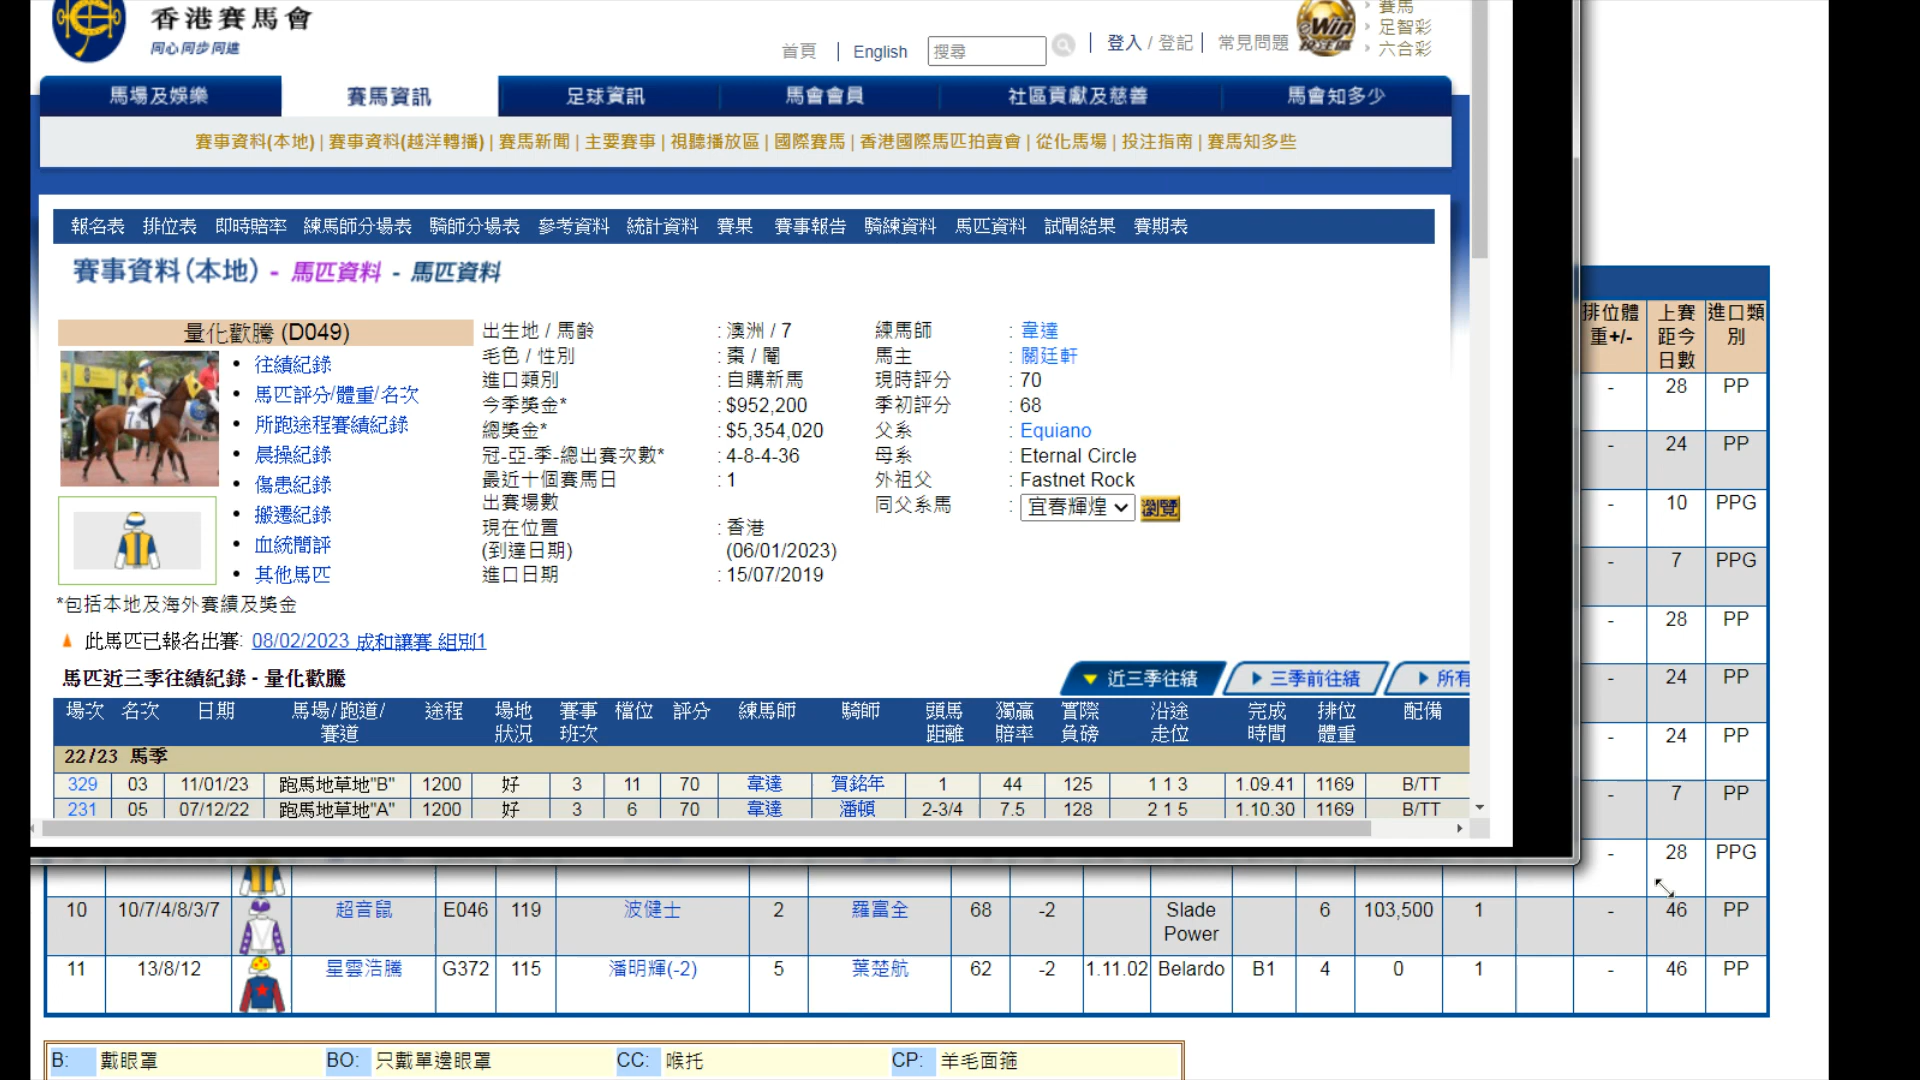 香港賽馬會
同心同步同進
首頁 | English 搜尋 登入 / 登記 | 常見問題
eWin 投注區
賽馬
足智彩
六合彩
馬場及娛樂 賽馬資訊 足球資訊 馬會會員 社區貢獻及慈善 馬會知多少
賽事資料(本地) | 賽事資料(越洋轉播) | 賽馬新聞 | 主要賽事 | 視聽播放區 | 國際賽馬 | 香港國際馬匹拍賣會 | 從化馬場 | 投注指南 | 賽馬知多些
報名表 排位表 即時賠率 練馬師分場表 騎師分場表 參考資料 統計資料 賽果 賽事報告 騎練資料 馬匹資料 試閘結果 賽期表
賽事資料(本地) - 馬匹資料 - 馬匹資料
量化歡騰 (D049)
• 往績紀錄
• 馬匹評分/體重/名次
• 所跑途程賽績紀錄
• 晨操紀錄
• 傷患紀錄
• 搬遷紀錄
• 血統簡評
• 其他馬匹
出生地 / 馬齡 : 澳洲 / 7 練馬師 : 韋達
毛色 / 性別 : 棗 / 閹 馬主 : 關廷軒
進口類別 : 自購新馬 現時評分 : 70
今季獎金* : $952,200 季初評分 : 68
總獎金* : $5,354,020 父系 : Equiano
冠-亞-季-總出賽次數* : 4-8-4-36 母系 : Eternal Circle
最近十個賽馬日 : 1 外祖父 : Fastnet Rock
出賽場數 同父系馬 : 宜春輝煌 瀏覽
現在位置 : 香港
(到達日期) (06/01/2023)
進口日期 : 15/07/2019
*包括本地及海外賽績及獎金
此馬匹已報名出賽: 08/02/2023 成和讓賽 組別1
馬匹近三季往績紀錄 - 量化歡騰 近三季往績 三季前往績 所有
場次 名次 日期 馬場/跑道/ 途程 場地 賽事 檔位 評分 練馬師 騎師 頭馬 獨贏 實際 沿途 完成 排位 配備
賽道 狀況 班次 距離 賠率 負磅 走位 時間 體重
22/23 馬季
329 03 11/01/23 跑馬地草地"B" 1200 好 3 11 70 韋達 賀銘年 1 44 125 1 1 3 1.09.41 1169 B/TT
231 05 07/12/22 跑馬地草地"A" 1200 好 3 6 70 韋達 潘頓 2-3/4 7.5 128 2 1 5 1.10.30 1169 B/TT
排位體 上賽 進口類
重+/- 距今 別
日數
- 28 PP
- 24 PP
- 10 PPG
- 7 PPG
- 28 PP
- 24 PP
- 24 PP
- 7 PP
- 28 PPG
10 10/7/4/8/3/7 超音鼠 E046 119 波健士 2 羅富全 68 -2 Slade 6 103,500 1 - 46 PP
Power
11 13/8/12 星雲浩騰 G372 115 潘明輝(-2) 5 葉楚航 62 -2 1.11.02 Belardo B1 4 0 1 - 46 PP
B: 戴眼罩 BO: 只戴單邊眼罩 CC: 喉托 CP: 羊毛面箍